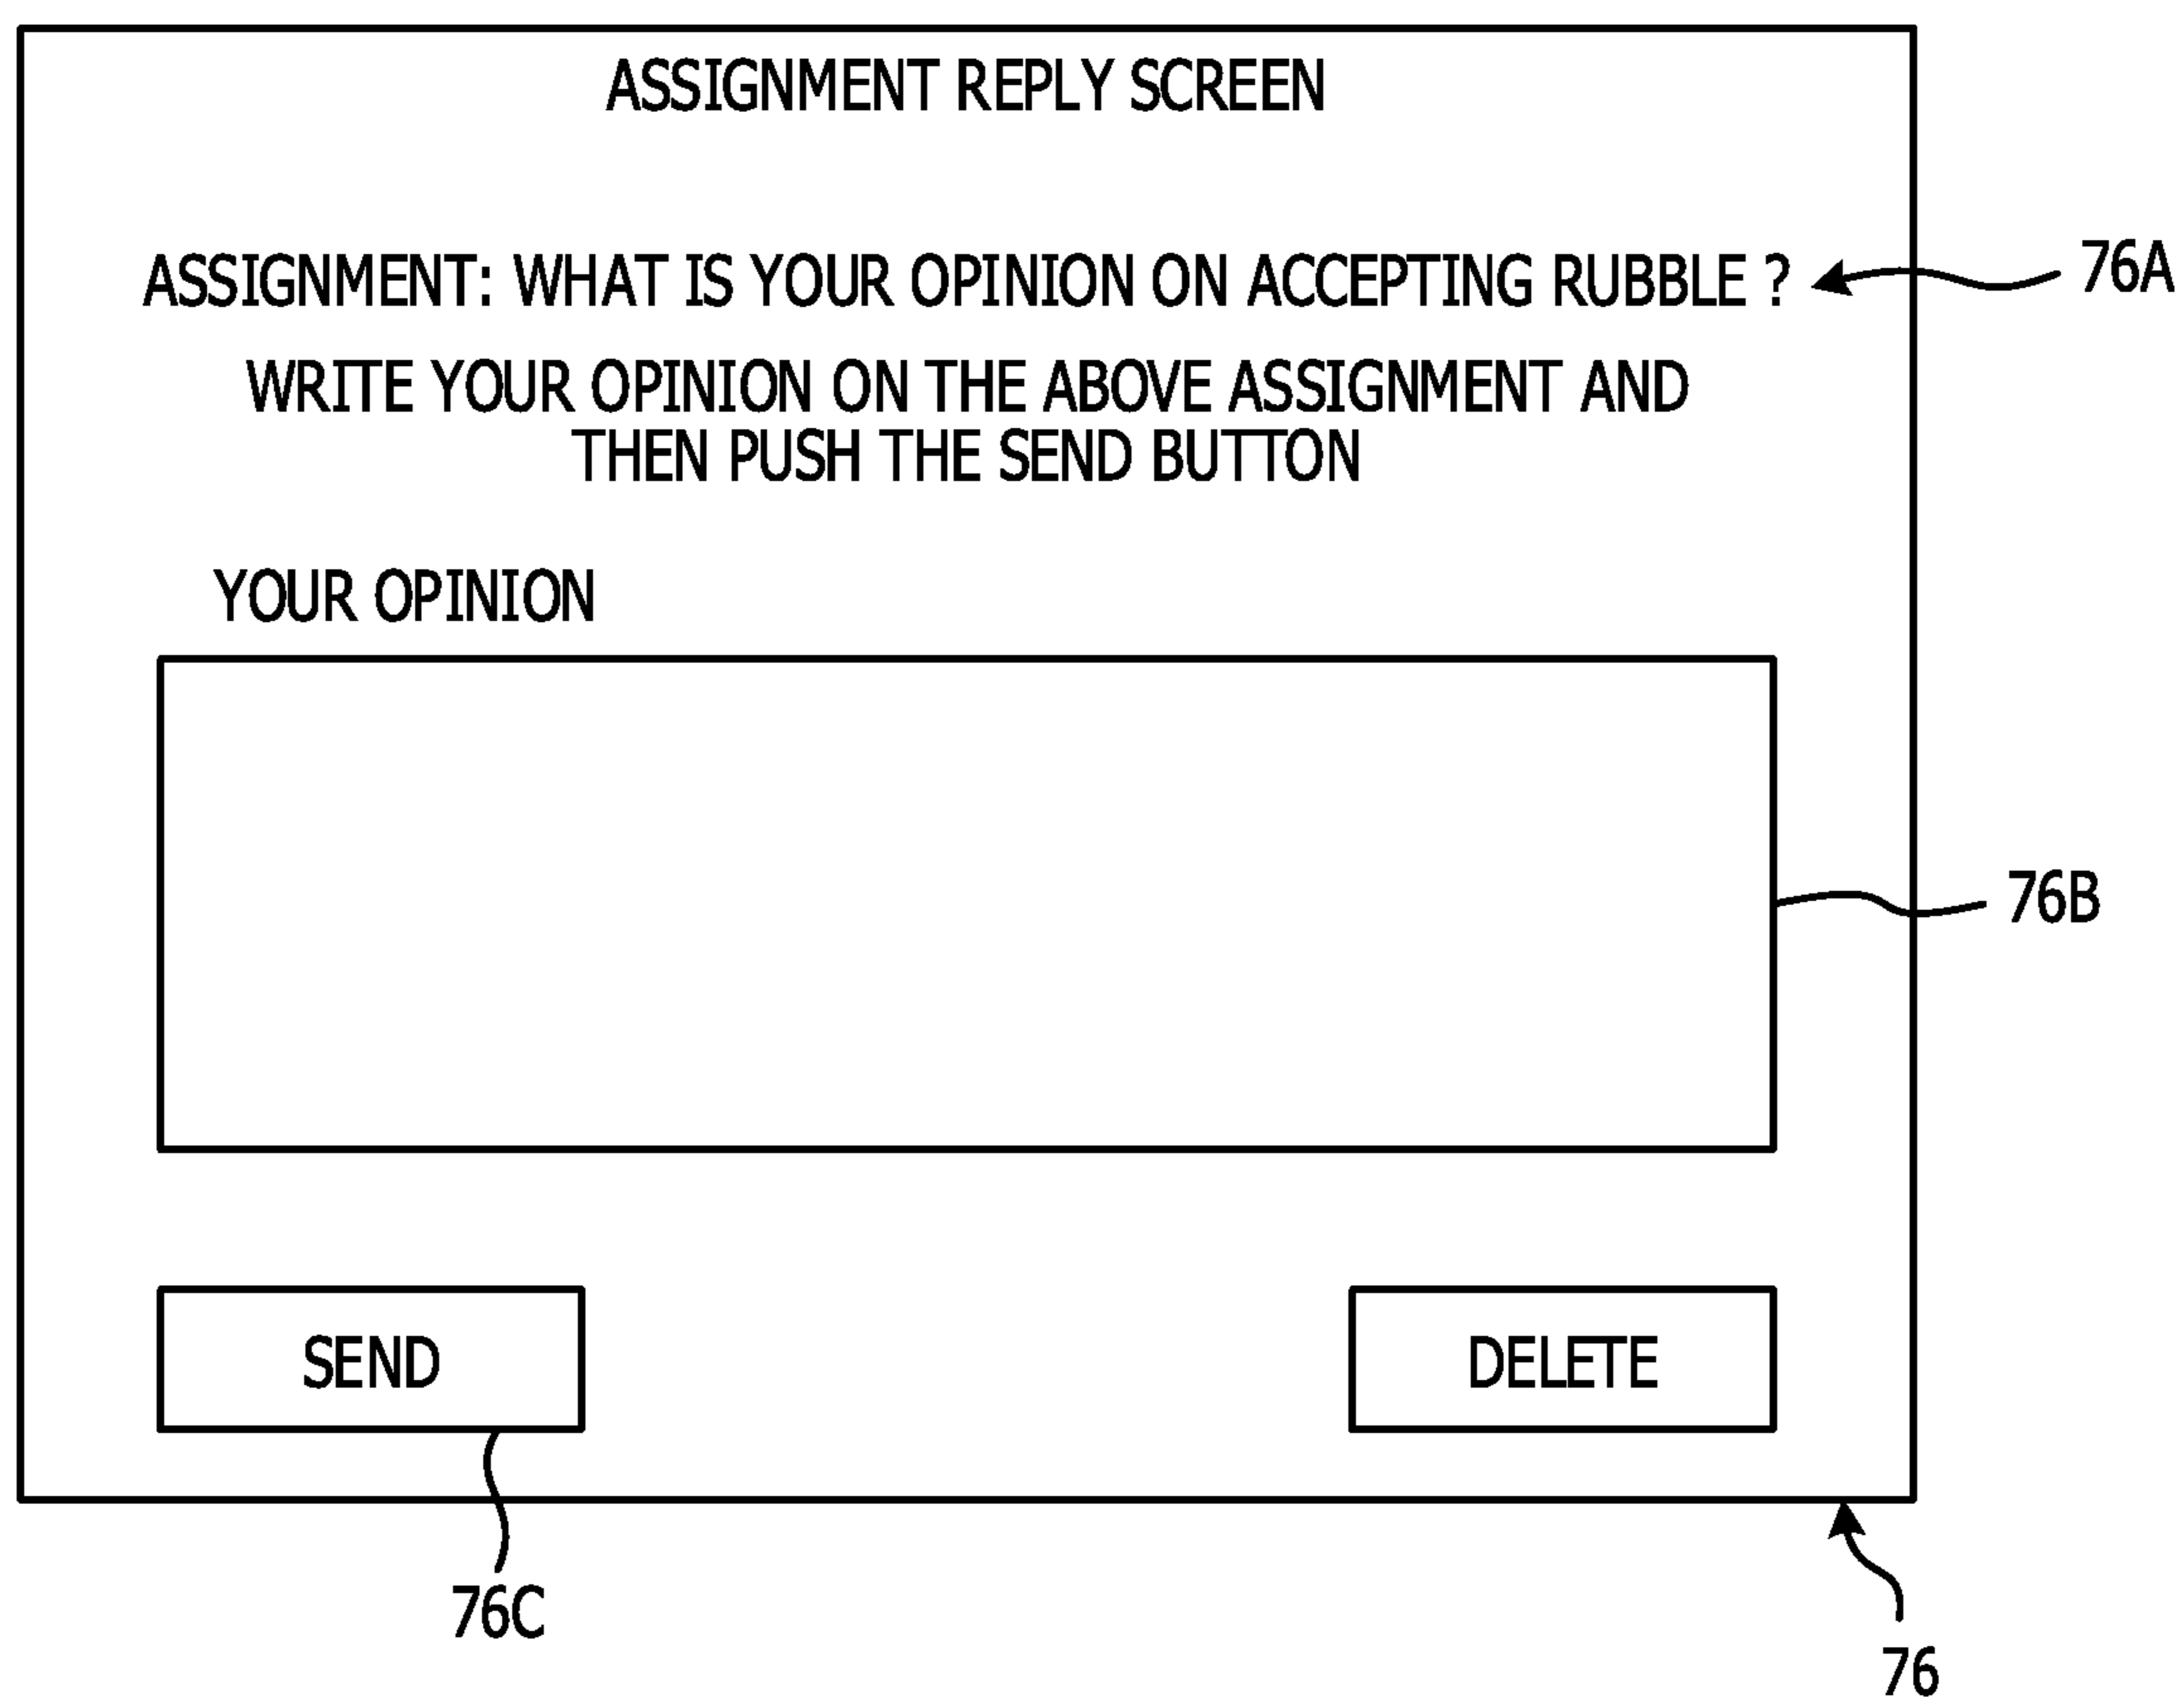 ASSIGNMENT REPLY SCREEN
ASSIGNMENT: WHAT IS YOUR OPINION ON ACCEPTING RUBBLE ?
76A
WRITE YOUR OPINION ON THE ABOVE ASSIGNMENT AND
THEN PUSH THE SEND BUTTON
YOUR OPINION
76B
SEND
DELETE
76C
76